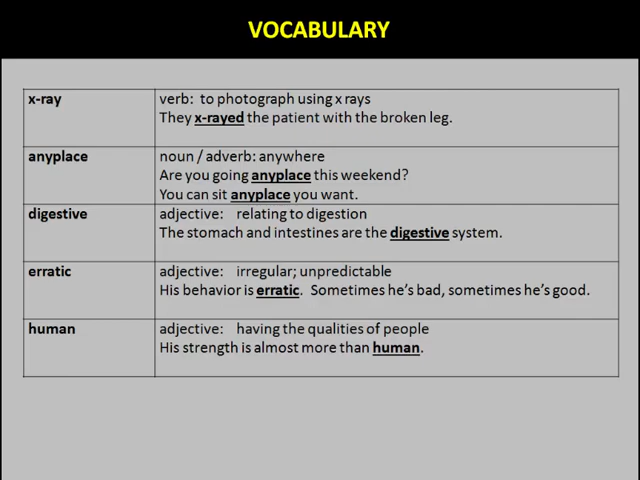 VOCABULARY
x-ray
verb: to photograph using x rays
They x-rayed the patient with the broken leg.
anyplace
noun / adverb: anywhere
Are you going anyplace this weekend?
You can sit anyplace you want.
digestive
adjective: relating to digestion
The stomach and intestines are the digestive system.
erratic
adjective: irregular; unpredictable
His behavior is erratic. Sometimes he's bad, sometimes he's good.
human
adjective: having the qualities of people
His strength is almost more than human.